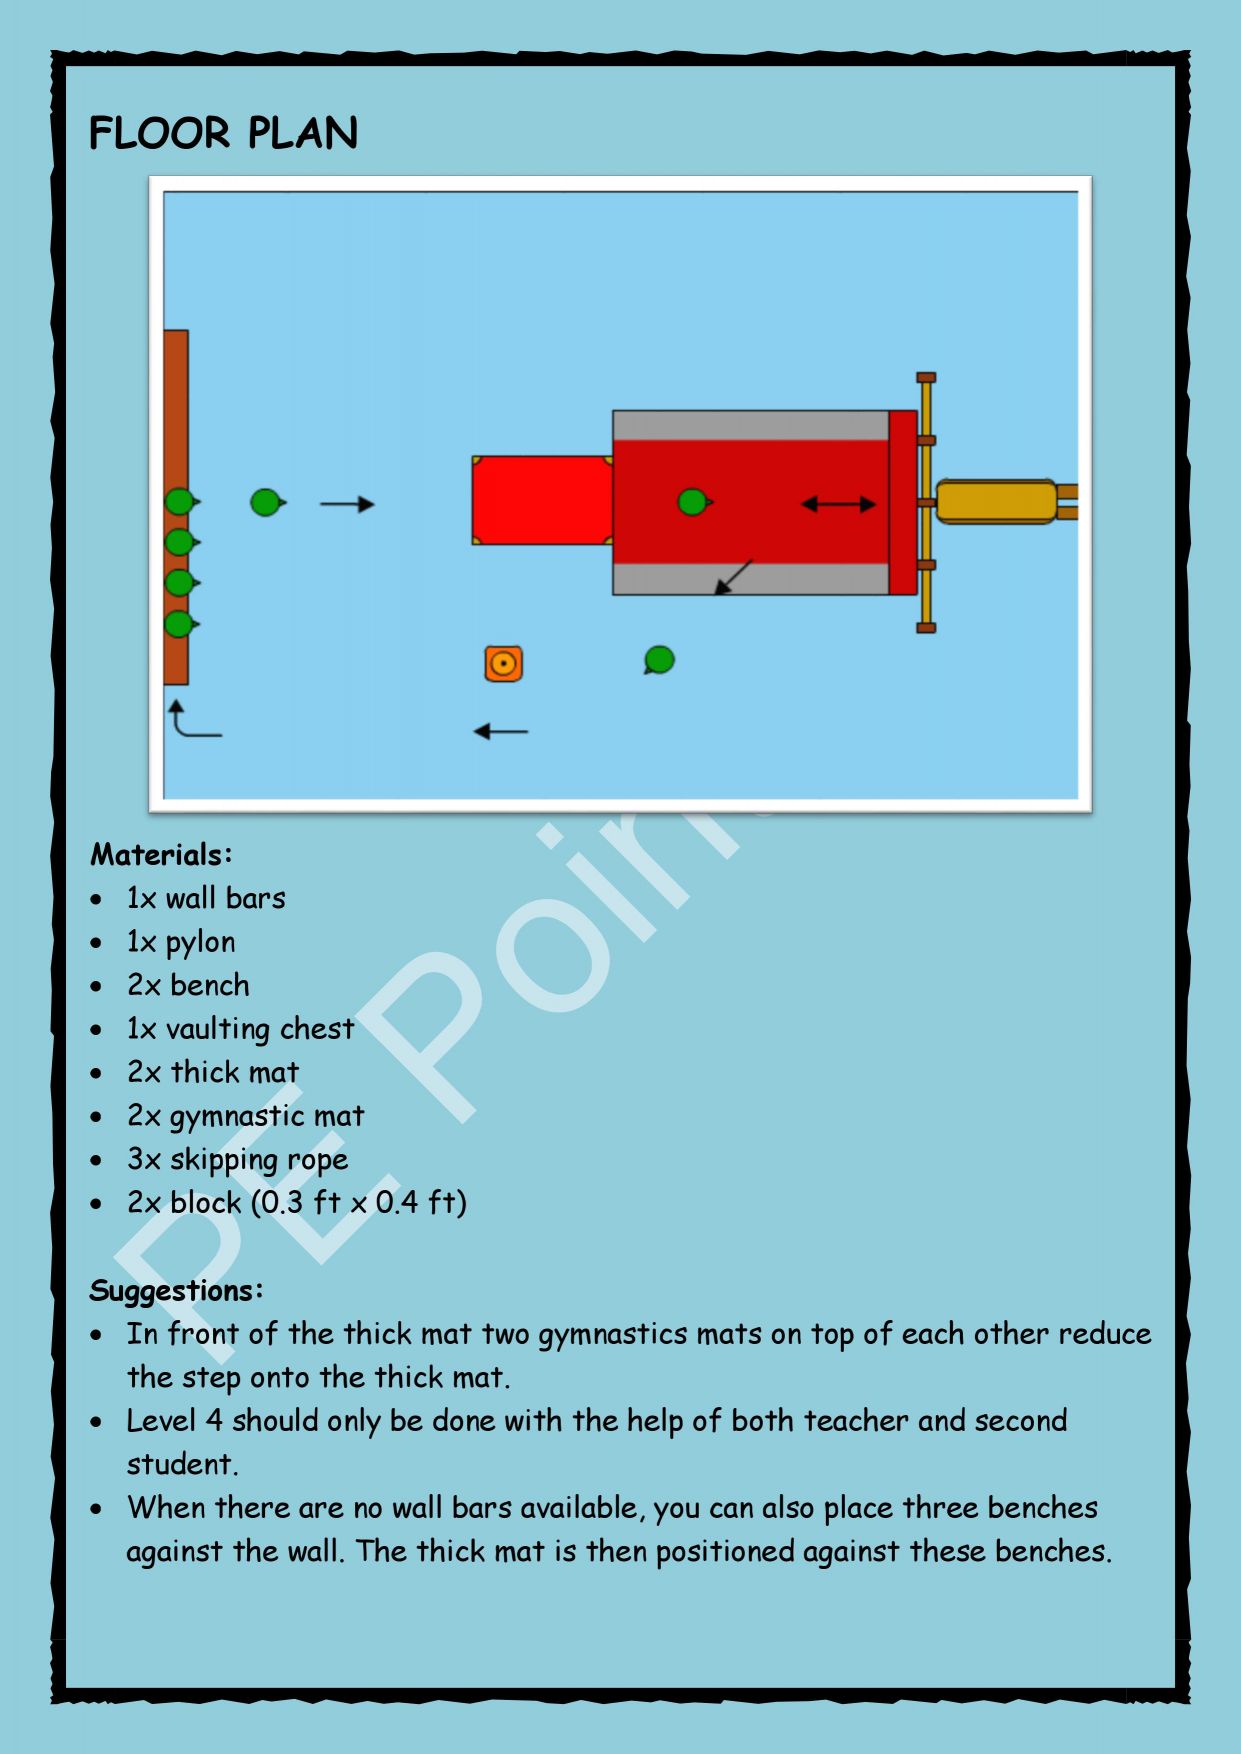 FLOOR PLAN
Materials:
• 1x wall bars
• 1x pylon
• 2x bench
• 1x vaulting chest
• 2x thick mat
• 2x gymnastic mat
• 3x skipping rope
• 2x block (0.3 ft x 0.4 ft)
Suggestions:
• In front of the thick mat two gymnastics mats on top of each other reduce
the step onto the thick mat.
• Level 4 should only be done with the help of both teacher and second
student.
• When there are no wall bars available, you can also place three benches
against the wall. The thick mat is then positioned against these benches.
PE Poin